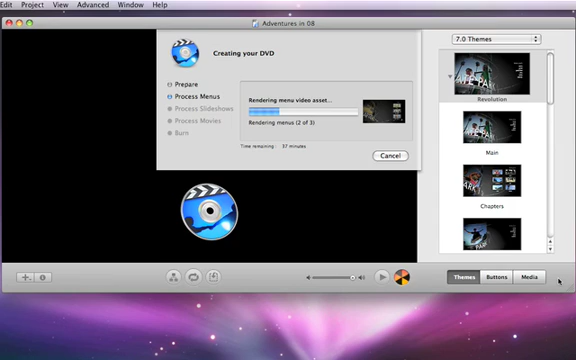 Edit Project View Advanced Window Help
Adventures in 08
Creating your DVD
Prepare
Process Menus
Process Slideshows
Process Movies
Burn
Rendering menu video asset...
Rendering menus (2 of 3)
Time remaining: 37 minutes
Cancel
7.0 Themes
Revolution
Main
Chapters
Themes Buttons Media